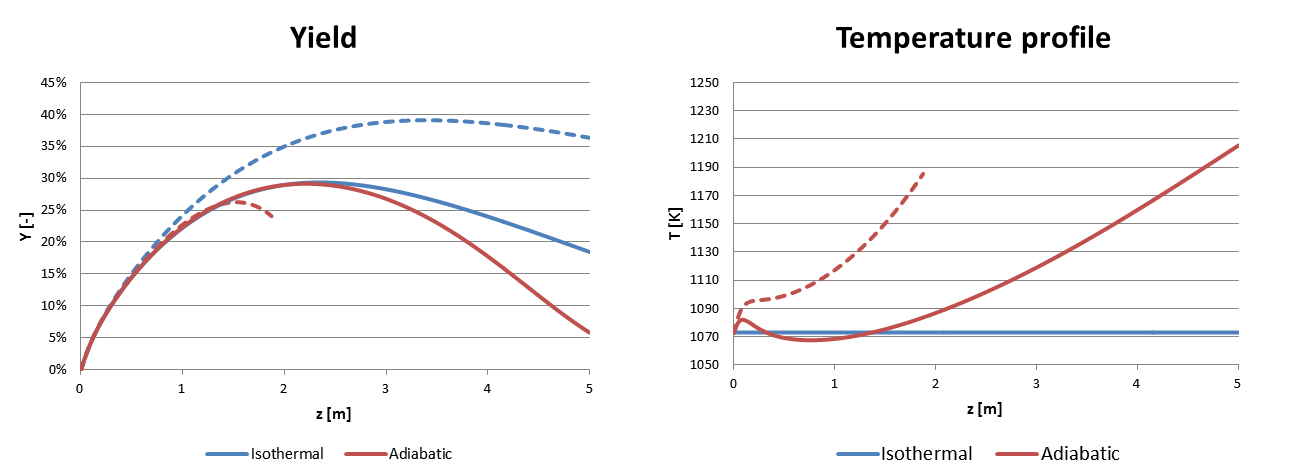 Yield
45%
40%
35%
30%
25%
20%
15%
10%
5%
0%
Y [-]
0 1 2 3 4 5
z [m]
Isothermal Adiabatic
Temperature profile
1250
1230
1210
1190
1170
1150
1130
1110
1090
1070
1050
T [K]
0 1 2 3 4 5
z [m]
Isothermal Adiabatic